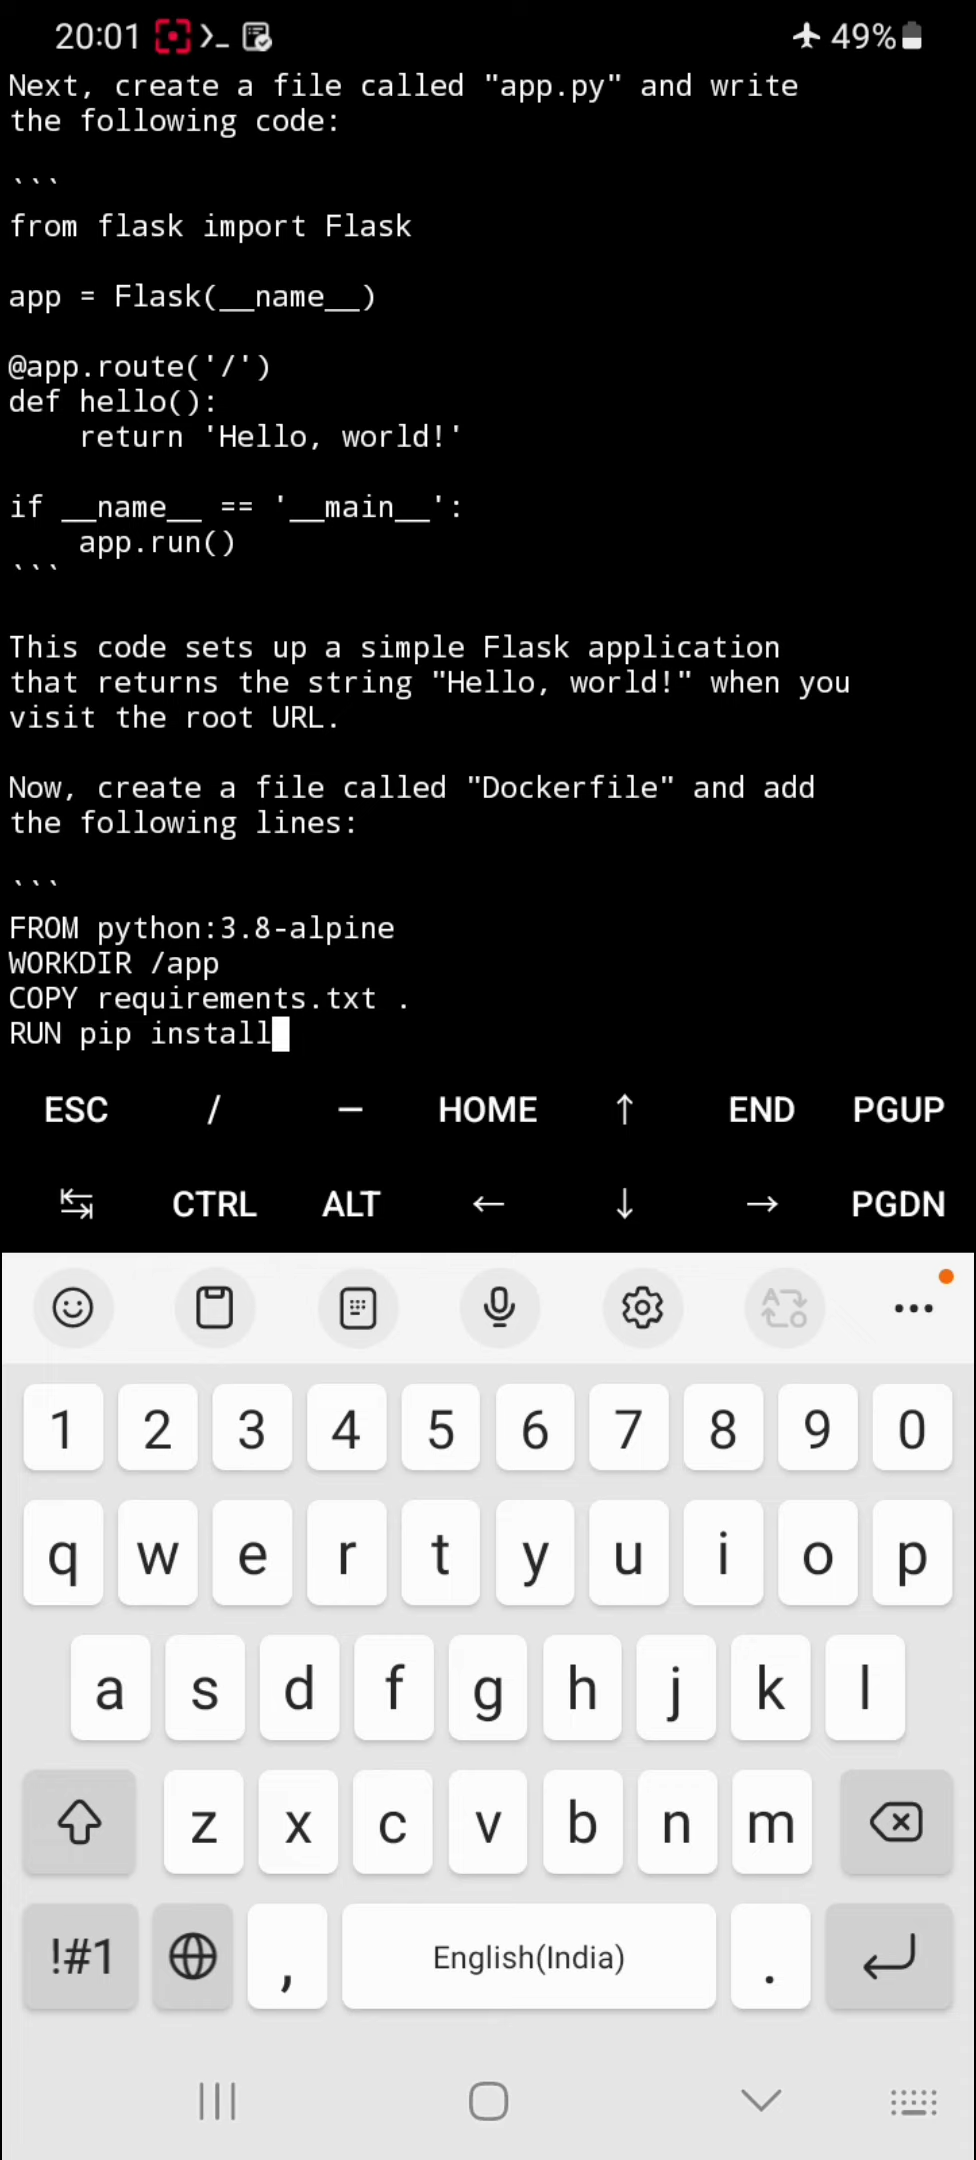 20:01
49%
Next, create a file called "app.py" and write
the following code:
```
from flask import Flask
app = Flask(__name__)
@app.route('/')
def hello():
    return 'Hello, world!'
if __name__ == '__main__':
    app.run()
```
This code sets up a simple Flask application
that returns the string "Hello, world!" when you
visit the root URL.
Now, create a file called "Dockerfile" and add
the following lines:
```
FROM python:3.8-alpine
WORKDIR /app
COPY requirements.txt .
RUN pip install
ESC / — HOME ↑ END PGUP
↹ CTRL ALT ← ↓ → PGDN
1 2 3 4 5 6 7 8 9 0
q w e r t y u i o p
a s d f g h j k l
z x c v b n m
!#1 , English(India) .